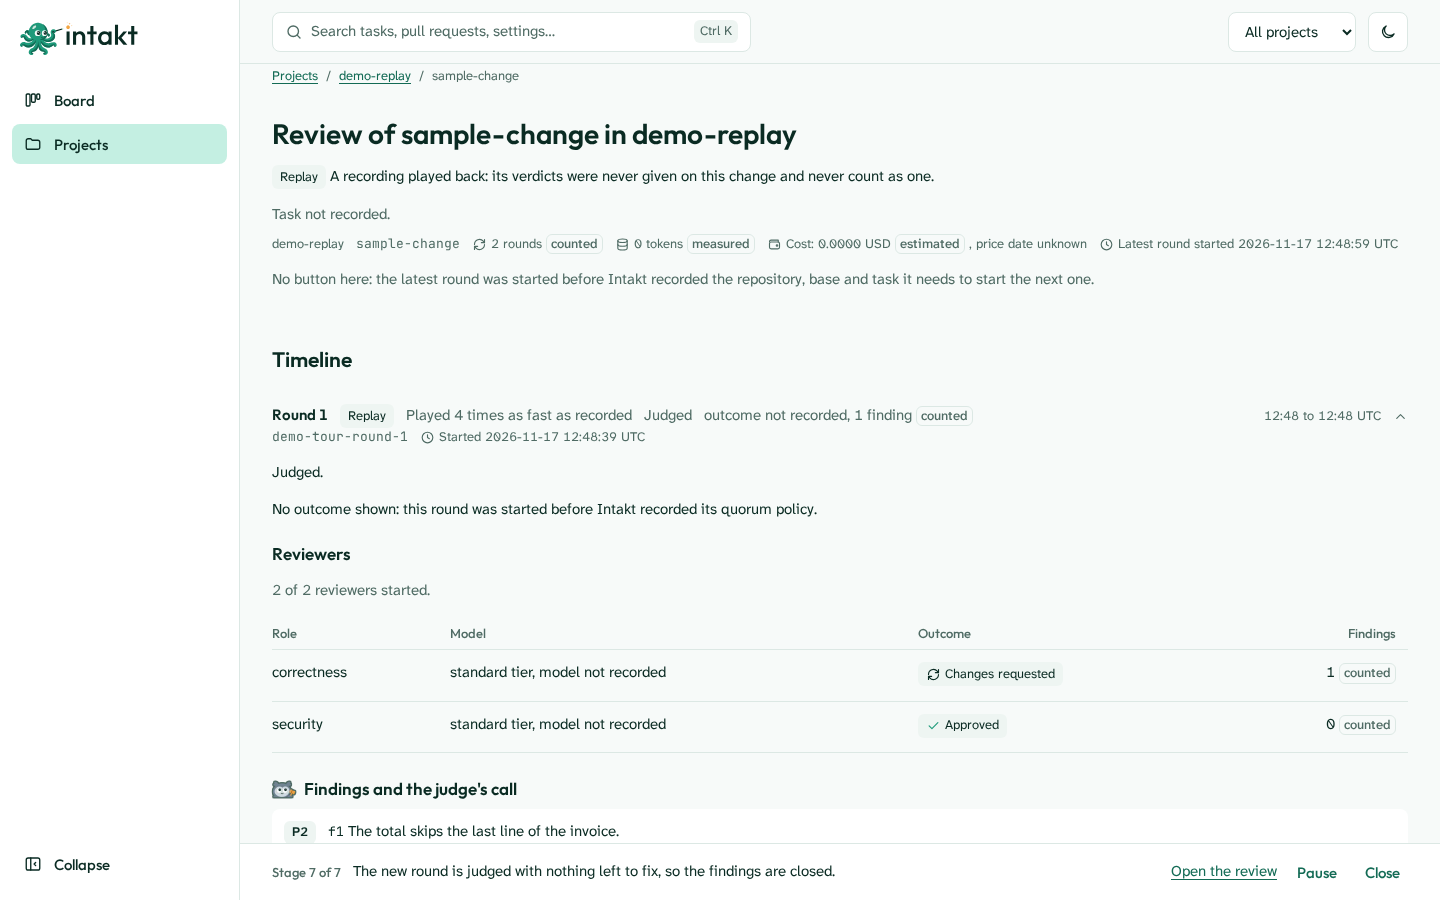 intakt
Search tasks, pull requests, settings...
Ctrl K
All projects
Board
Projects
Projects / demo-replay / sample-change
Review of sample-change in demo-replay
Replay A recording played back: its verdicts were never given on this change and never count as one.
Task not recorded.
demo-replay sample-change 2 rounds counted 0 tokens measured Cost: 0.0000 USD estimated , price date unknown Latest round started 2026-11-17 12:48:59 UTC
No button here: the latest round was started before Intakt recorded the repository, base and task it needs to start the next one.
Timeline
Round 1 Replay Played 4 times as fast as recorded Judged outcome not recorded, 1 finding counted 12:48 to 12:48 UTC
demo-tour-round-1 Started 2026-11-17 12:48:39 UTC
Judged.
No outcome shown: this round was started before Intakt recorded its quorum policy.
Reviewers
2 of 2 reviewers started.
Role Model Outcome Findings
correctness standard tier, model not recorded Changes requested 1 counted
security standard tier, model not recorded Approved 0 counted
Findings and the judge's call
P2 f1 The total skips the last line of the invoice.
Collapse
Stage 7 of 7 The new round is judged with nothing left to fix, so the findings are closed. Open the review Pause Close